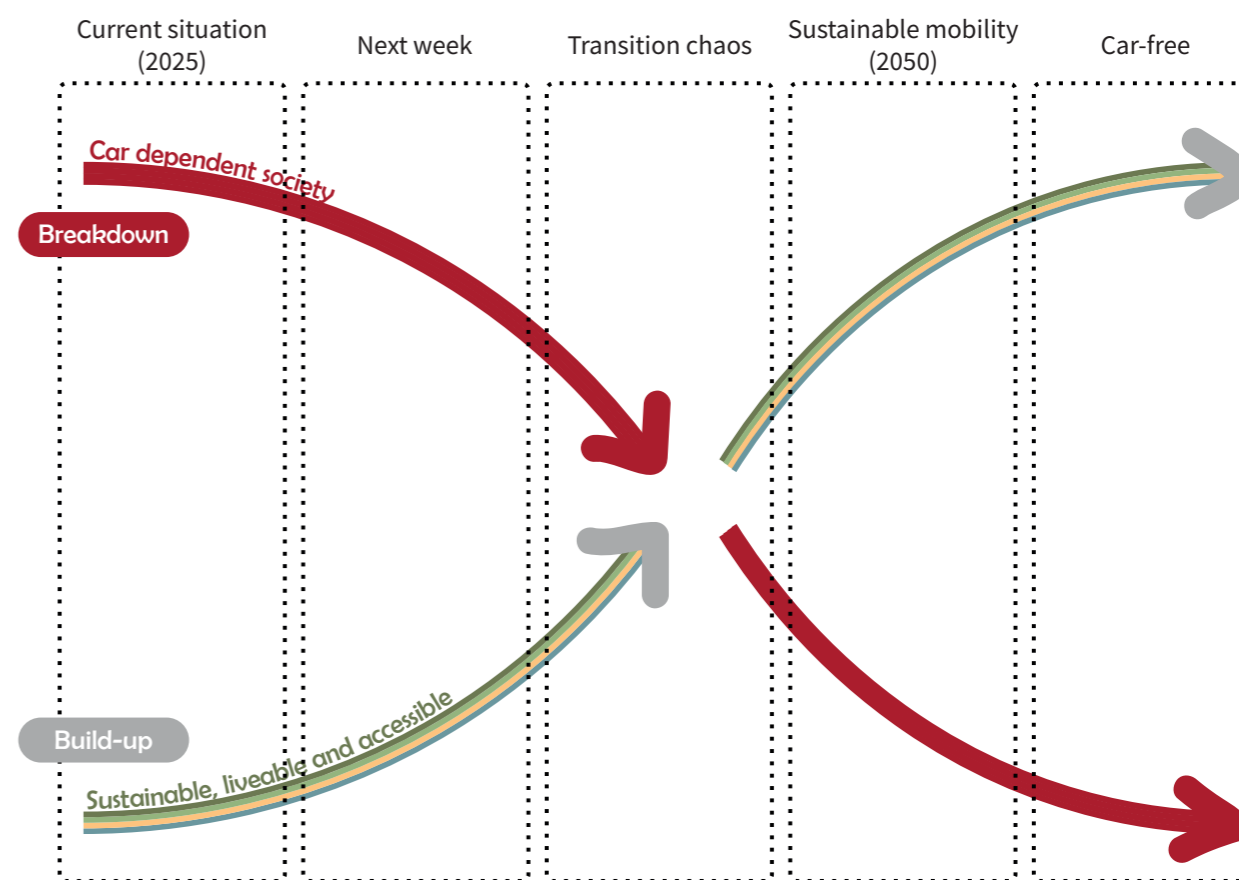 Current situation
(2025)
Next week
Transition chaos
Sustainable mobility
(2050)
Car-free
Car dependent society
Breakdown
Build-up
Sustainable, liveable and accessible